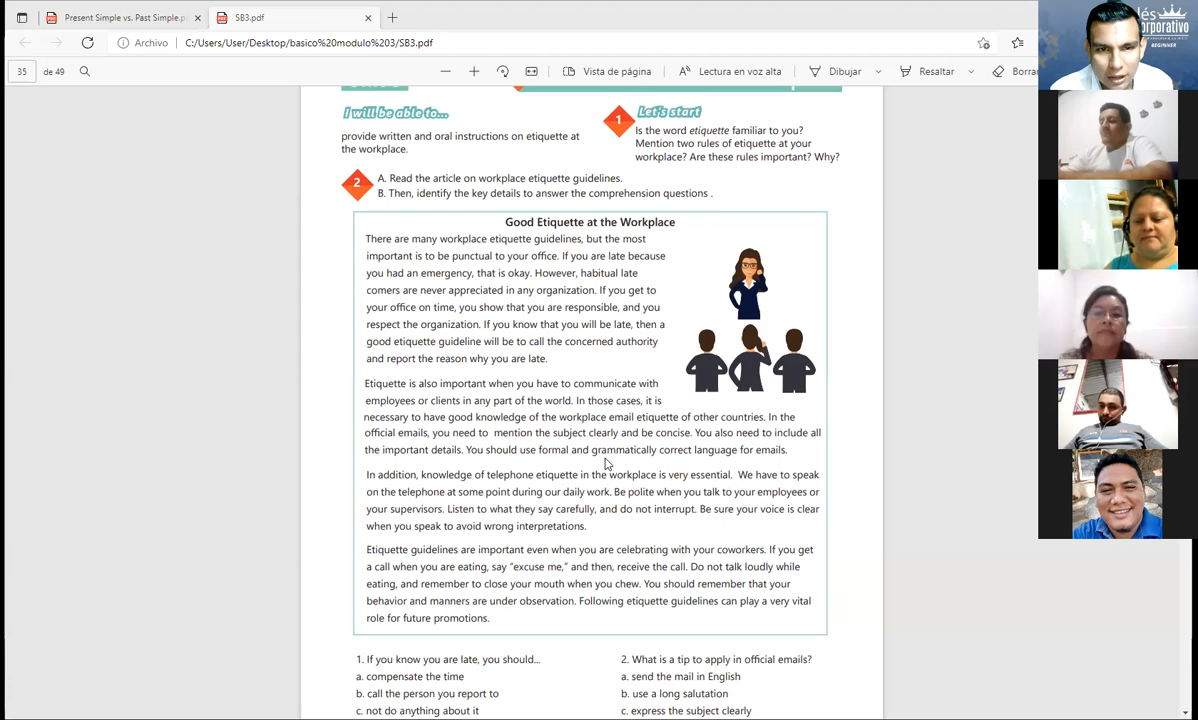 Present Simple vs. Past Simple.p
SB3.pdf
Archivo
C:/Users/User/Desktop/basico%20modulo%203/SB3.pdf
35
de 49
Vista de página
Lectura en voz alta
Dibujar
Resaltar
Borrar
I will be able to...
provide written and oral instructions on etiquette at
the workplace.
1
Let's start
Is the word etiquette familiar to you?
Mention two rules of etiquette at your
workplace? Are these rules important? Why?
2
A. Read the article on workplace etiquette guidelines.
B. Then, identify the key details to answer the comprehension questions .
Good Etiquette at the Workplace
There are many workplace etiquette guidelines, but the most
important is to be punctual to your office. If you are late because
you had an emergency, that is okay. However, habitual late
comers are never appreciated in any organization. If you get to
your office on time, you show that you are responsible, and you
respect the organization. If you know that you will be late, then a
good etiquette guideline will be to call the concerned authority
and report the reason why you are late.
Etiquette is also important when you have to communicate with
employees or clients in any part of the world. In those cases, it is
necessary to have good knowledge of the workplace email etiquette of other countries. In the
official emails, you need to mention the subject clearly and be concise. You also need to include all
the important details. You should use formal and grammatically correct language for emails.
In addition, knowledge of telephone etiquette in the workplace is very essential. We have to speak
on the telephone at some point during our daily work. Be polite when you talk to your employees or
your supervisors. Listen to what they say carefully, and do not interrupt. Be sure your voice is clear
when you speak to avoid wrong interpretations.
Etiquette guidelines are important even when you are celebrating with your coworkers. If you get
a call when you are eating, say “excuse me,” and then, receive the call. Do not talk loudly while
eating, and remember to close your mouth when you chew. You should remember that your
behavior and manners are under observation. Following etiquette guidelines can play a very vital
role for future promotions.
1. If you know you are late, you should...
a. compensate the time
b. call the person you report to
c. not do anything about it
2. What is a tip to apply in official emails?
a. send the mail in English
b. use a long salutation
c. express the subject clearly
lés
orporativo
BEGINNER